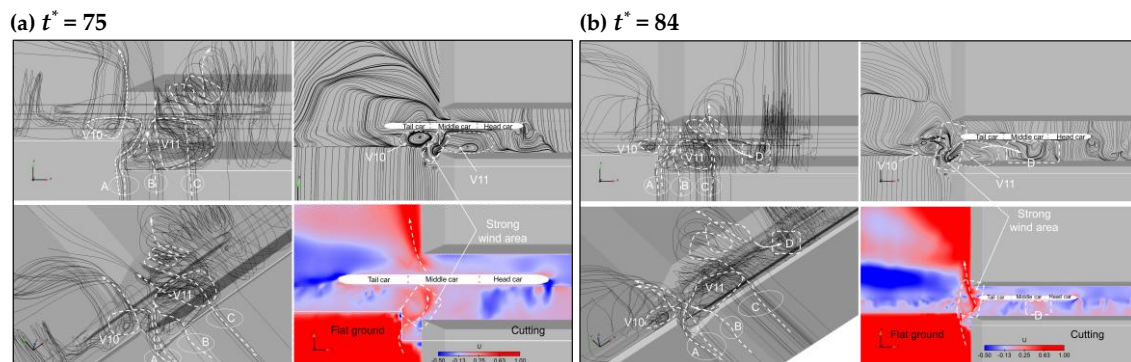 (a) t* = 75
(b) t* = 84
V10
V11
A
B
C
Tail car
Middle car
Head car
V10
V11
V10
V11
A
B
C
Strong
wind area
Tail car
Middle car
Head car
Flat ground
Cutting
U
-0.50
-0.13
0.25
0.63
1.00
V10
V11
A
B
C
D
Tail car
Middle car
Head car
V10
V11
D
V10
V11
A
B
C
D
Strong
wind area
Tail car
Middle car
Head car
D
Flat ground
Cutting
U
-0.50
-0.13
0.25
0.63
1.00